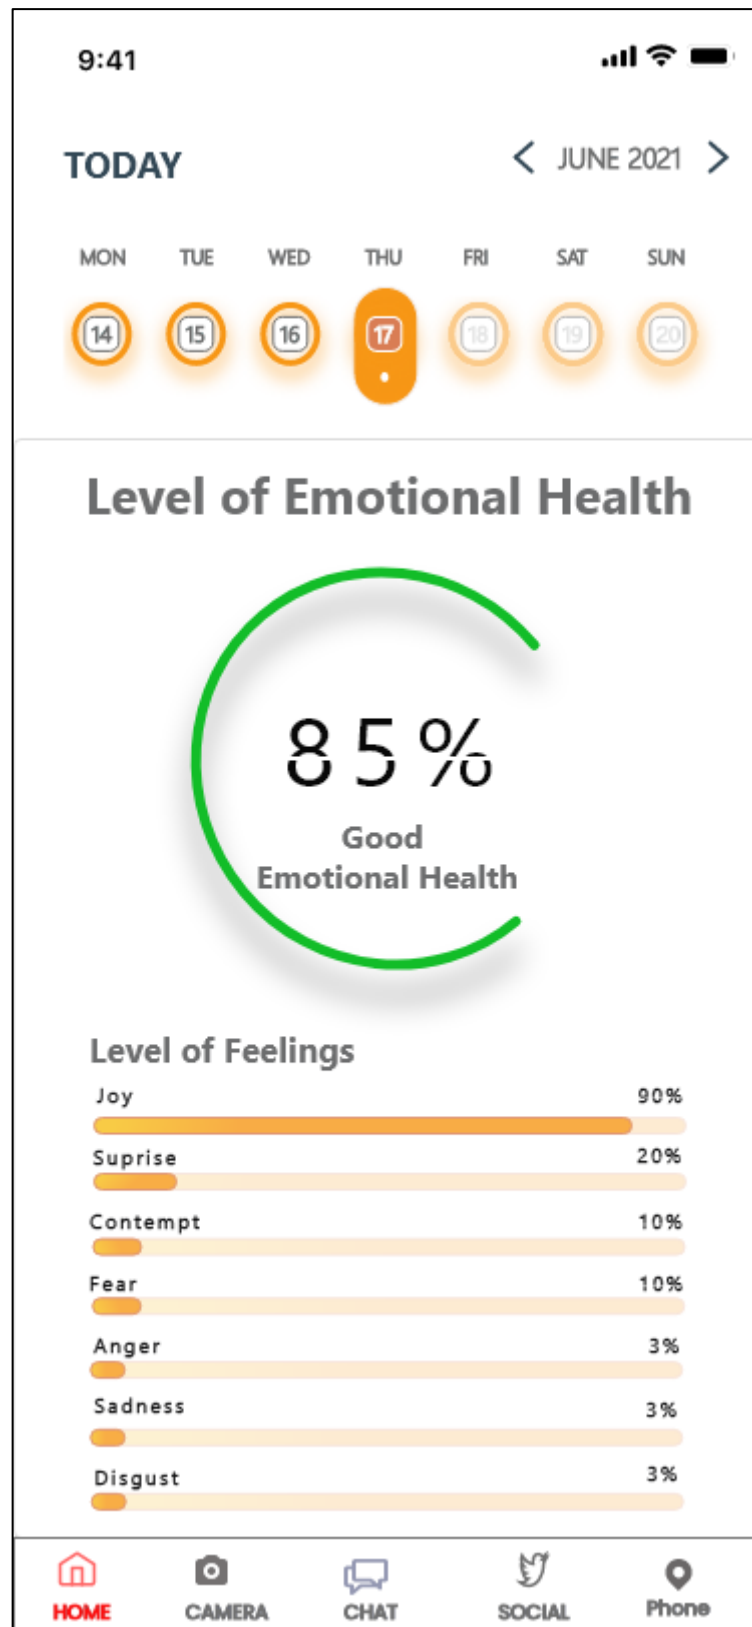 9:41
TODAY
JUNE 2021
MON TUE WED THU FRI SAT SUN
14 15 16 17 18 19 20
Level of Emotional Health
85%
Good
Emotional Health
Level of Feelings
Joy 90%
Suprise 20%
Contempt 10%
Fear 10%
Anger 3%
Sadness 3%
Disgust 3%
HOME CAMERA CHAT SOCIAL Phone